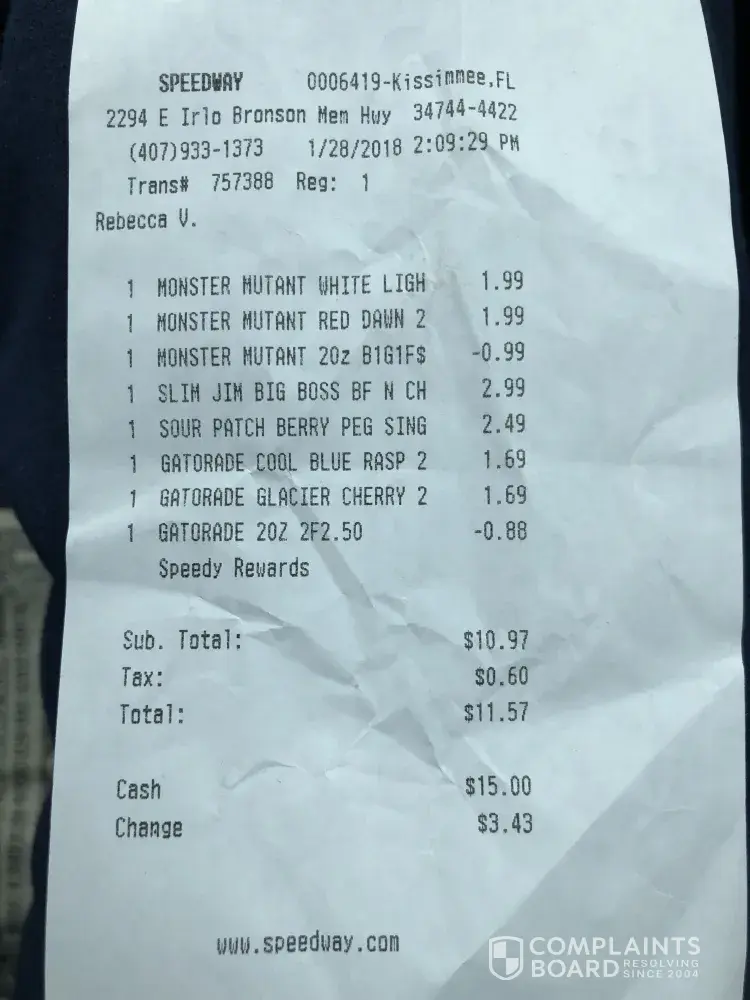 SPEEDWAY 0006419-Kissimmee,FL
2294 E Irlo Bronson Mem Hwy 34744-4422
(407)933-1373 1/28/2018 2:09:29 PM
Trans# 757388 Reg: 1
Rebecca V.
1 MONSTER MUTANT WHITE LIGH 1.99
1 MONSTER MUTANT RED DAWN 2 1.99
1 MONSTER MUTANT 20z B1G1F$ -0.99
1 SLIM JIM BIG BOSS BF N CH 2.99
1 SOUR PATCH BERRY PEG SING 2.49
1 GATORADE COOL BLUE RASP 2 1.69
1 GATORADE GLACIER CHERRY 2 1.69
1 GATORADE 20Z 2F2.50 -0.88
Speedy Rewards
Sub. Total: $10.97
Tax: $0.60
Total: $11.57
Cash $15.00
Change $3.43
www.speedway.com
COMPLAINTS
BOARD RESOLVING SINCE 2004